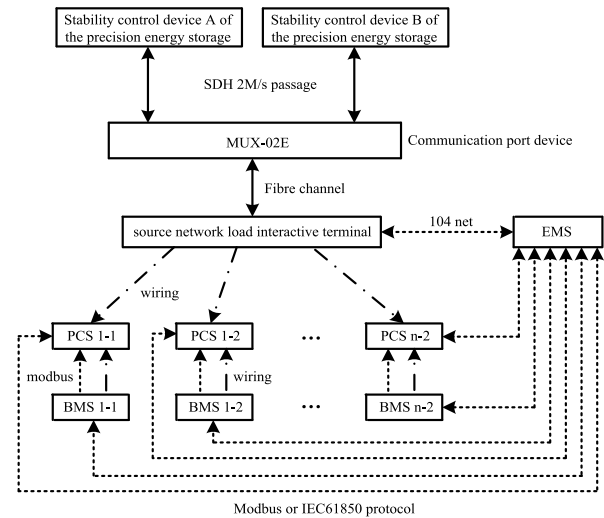 Stability control device A of
the precision energy storage
Stability control device B of
the precision energy storage
SDH 2M/s passage
MUX-02E
Communication port device
Fibre channel
source network load interactive terminal
104 net
EMS
wiring
PCS 1-1
PCS 1-2
...
PCS n-2
modbus
wiring
BMS 1-1
BMS 1-2
...
BMS n-2
Modbus or IEC61850 protocol